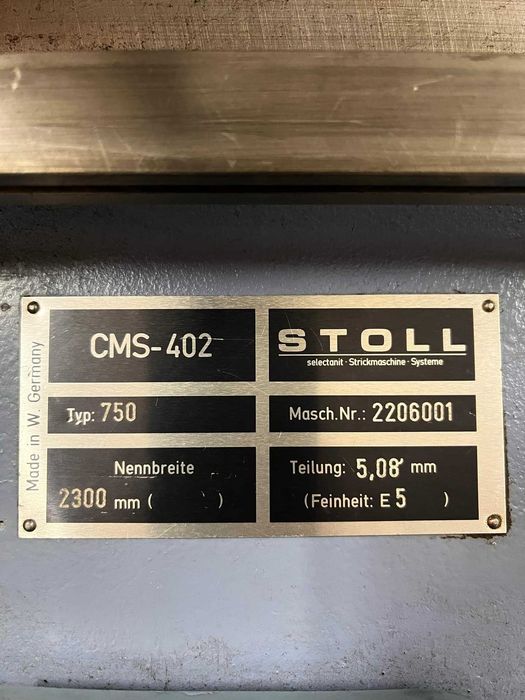 Made in W. Germany
CMS-402
STOLL
selectanit · Strickmaschine · Systeme
Typ: 750
Masch.Nr.: 2206001
Nennbreite
2300 mm ( )
Teilung: 5,08 mm
(Feinheit: E 5 )